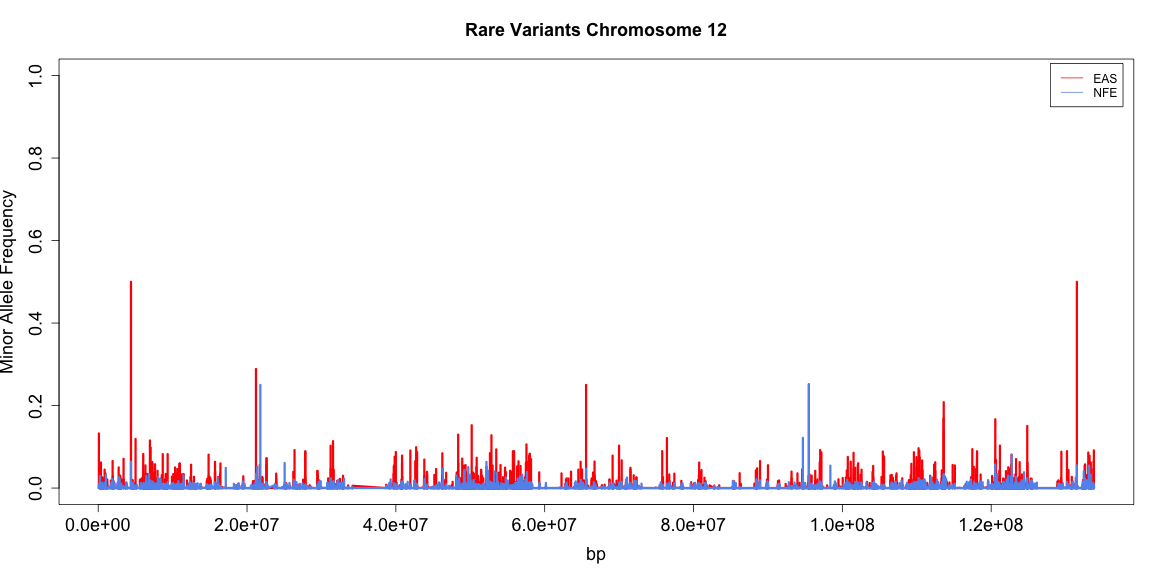 Rare Variants Chromosome 12
EAS
NFE
Minor Allele Frequency
1.0
0.8
0.6
0.4
0.2
0.0
0.0e+00 2.0e+07 4.0e+07 6.0e+07 8.0e+07 1.0e+08 1.2e+08
bp